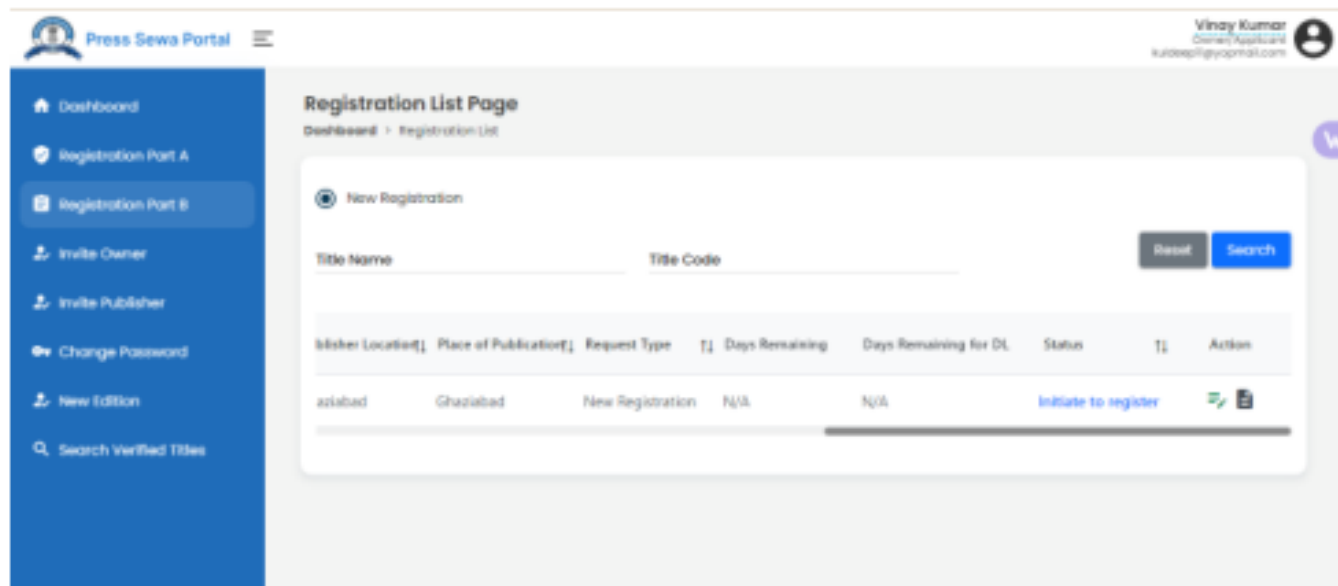 Press Sewa Portal
Vinay Kumar
Owner/Applicant
Dashboard
Registration Part A
Registration Part B
Invite Owner
Invite Publisher
Change Password
New Edition
Search Verified Titles
Registration List Page
Dashboard > Registration List
New Registration
Title Name Title Code Reset Search
blisher Location Place of Publication Request Type Days Remaining Days Remaining for DL Status Action
aziabad Ghaziabad New Registration N/A N/A Initiate to register